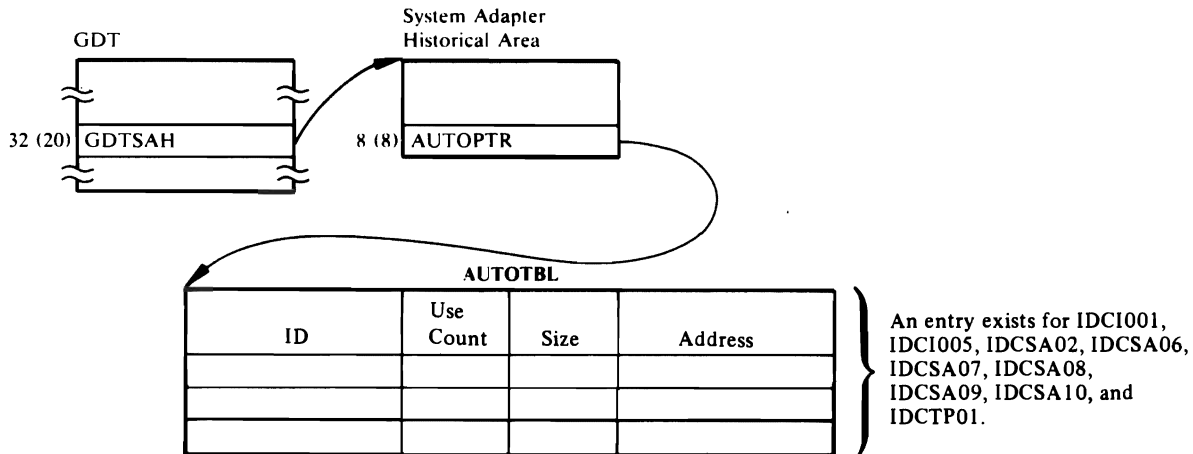 System Adapter
GDT
Historical Area
32 (20) GDTSAH
8 (8) AUTOPTR
AUTOTBL
ID
Use
Count
Size
Address
An entry exists for IDCI001,
IDCI005, IDCSA02, IDCSA06,
IDCSA07, IDCSA08,
IDCSA09, IDCSA10, and
IDCTP01.